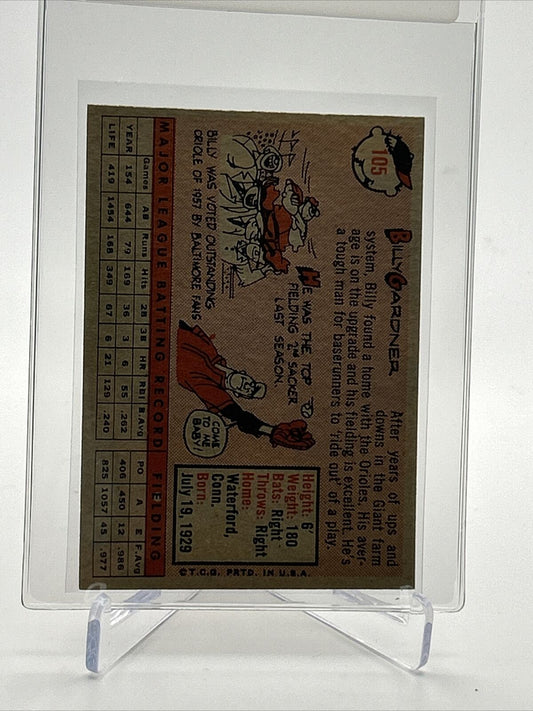 105
BILLY GARDNER
After years of ups and
downs in the Giant farm
system, Billy found a home with the Orioles. His aver-
age is on the upgrade and his fielding is excellent. He's
a tough man for baserunners to "ride out" of a play.
HE WAS THE TOP
FIELDING 2ND SACKER
LAST SEASON.
BILLY WAS VOTED OUTSTANDING
ORIOLE OF 1957 BY BALTIMORE FANS
COME
TO ME
BABY!
Height: 6'
Weight: 180
Bats: Right
Throws: Right
Home:
Waterford,
Conn.
Born:
July 19, 1929
MAJOR LEAGUE BATTING RECORD FIELDING
Games AB Runs Hits 2B 3B HR RBI B.Avg PO A E F.Avg
YEAR 154 644 79 169 36 3 6 55 .262 406 450 12 .986
LIFE 419 1454 168 349 67 6 21 129 .240 825 1057 45 .977
© T.C.G. PRTD. IN U.S.A.